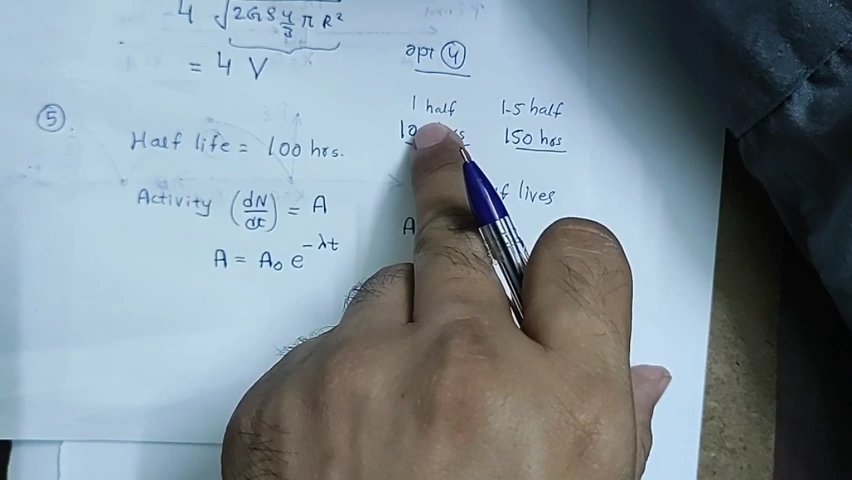 4 √2GS 4/3 π R²
= 4 V
apr ④
⑤
1 half 1-5 half
150 hrs
Half life = 100 hrs.
lives
Activity (dN/dt) = A
A
A = A₀ e^-λt